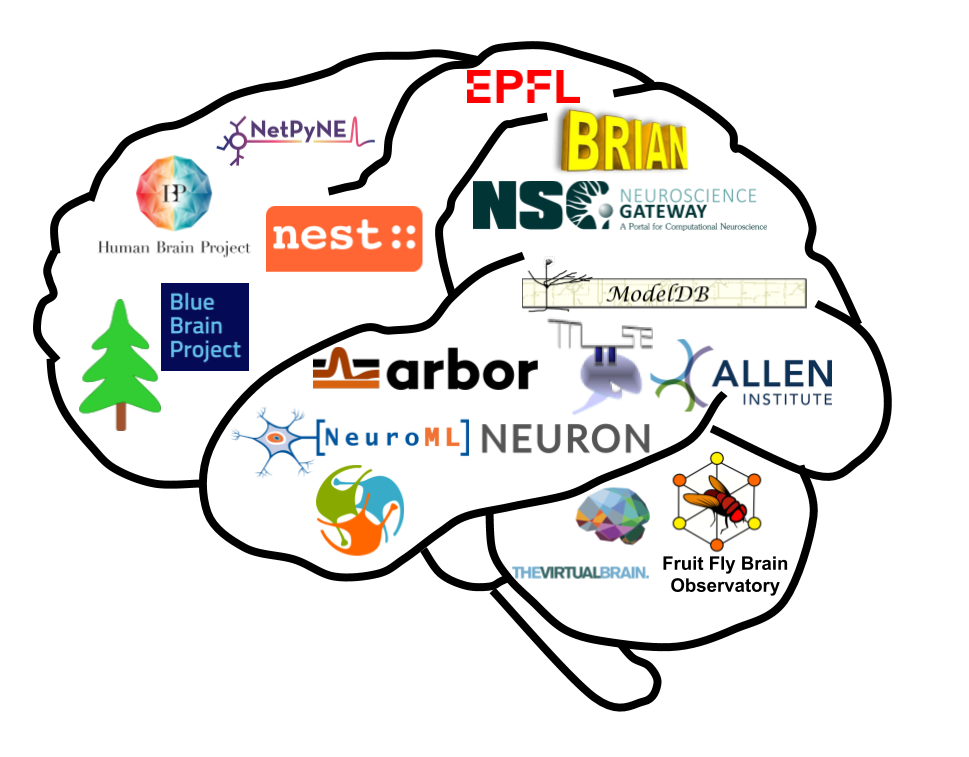 EPFL
NetPyNE
BRIAN
HBP
Human Brain Project
NSG NEUROSCIENCE
GATEWAY
A Portal for Computational Neuroscience
nest::
Blue
Brain
Project
ModelDB
arbor
ALLEN
INSTITUTE
[NeuroML]
NEURON
THEVIRTUALBRAIN.
Fruit Fly Brain
Observatory